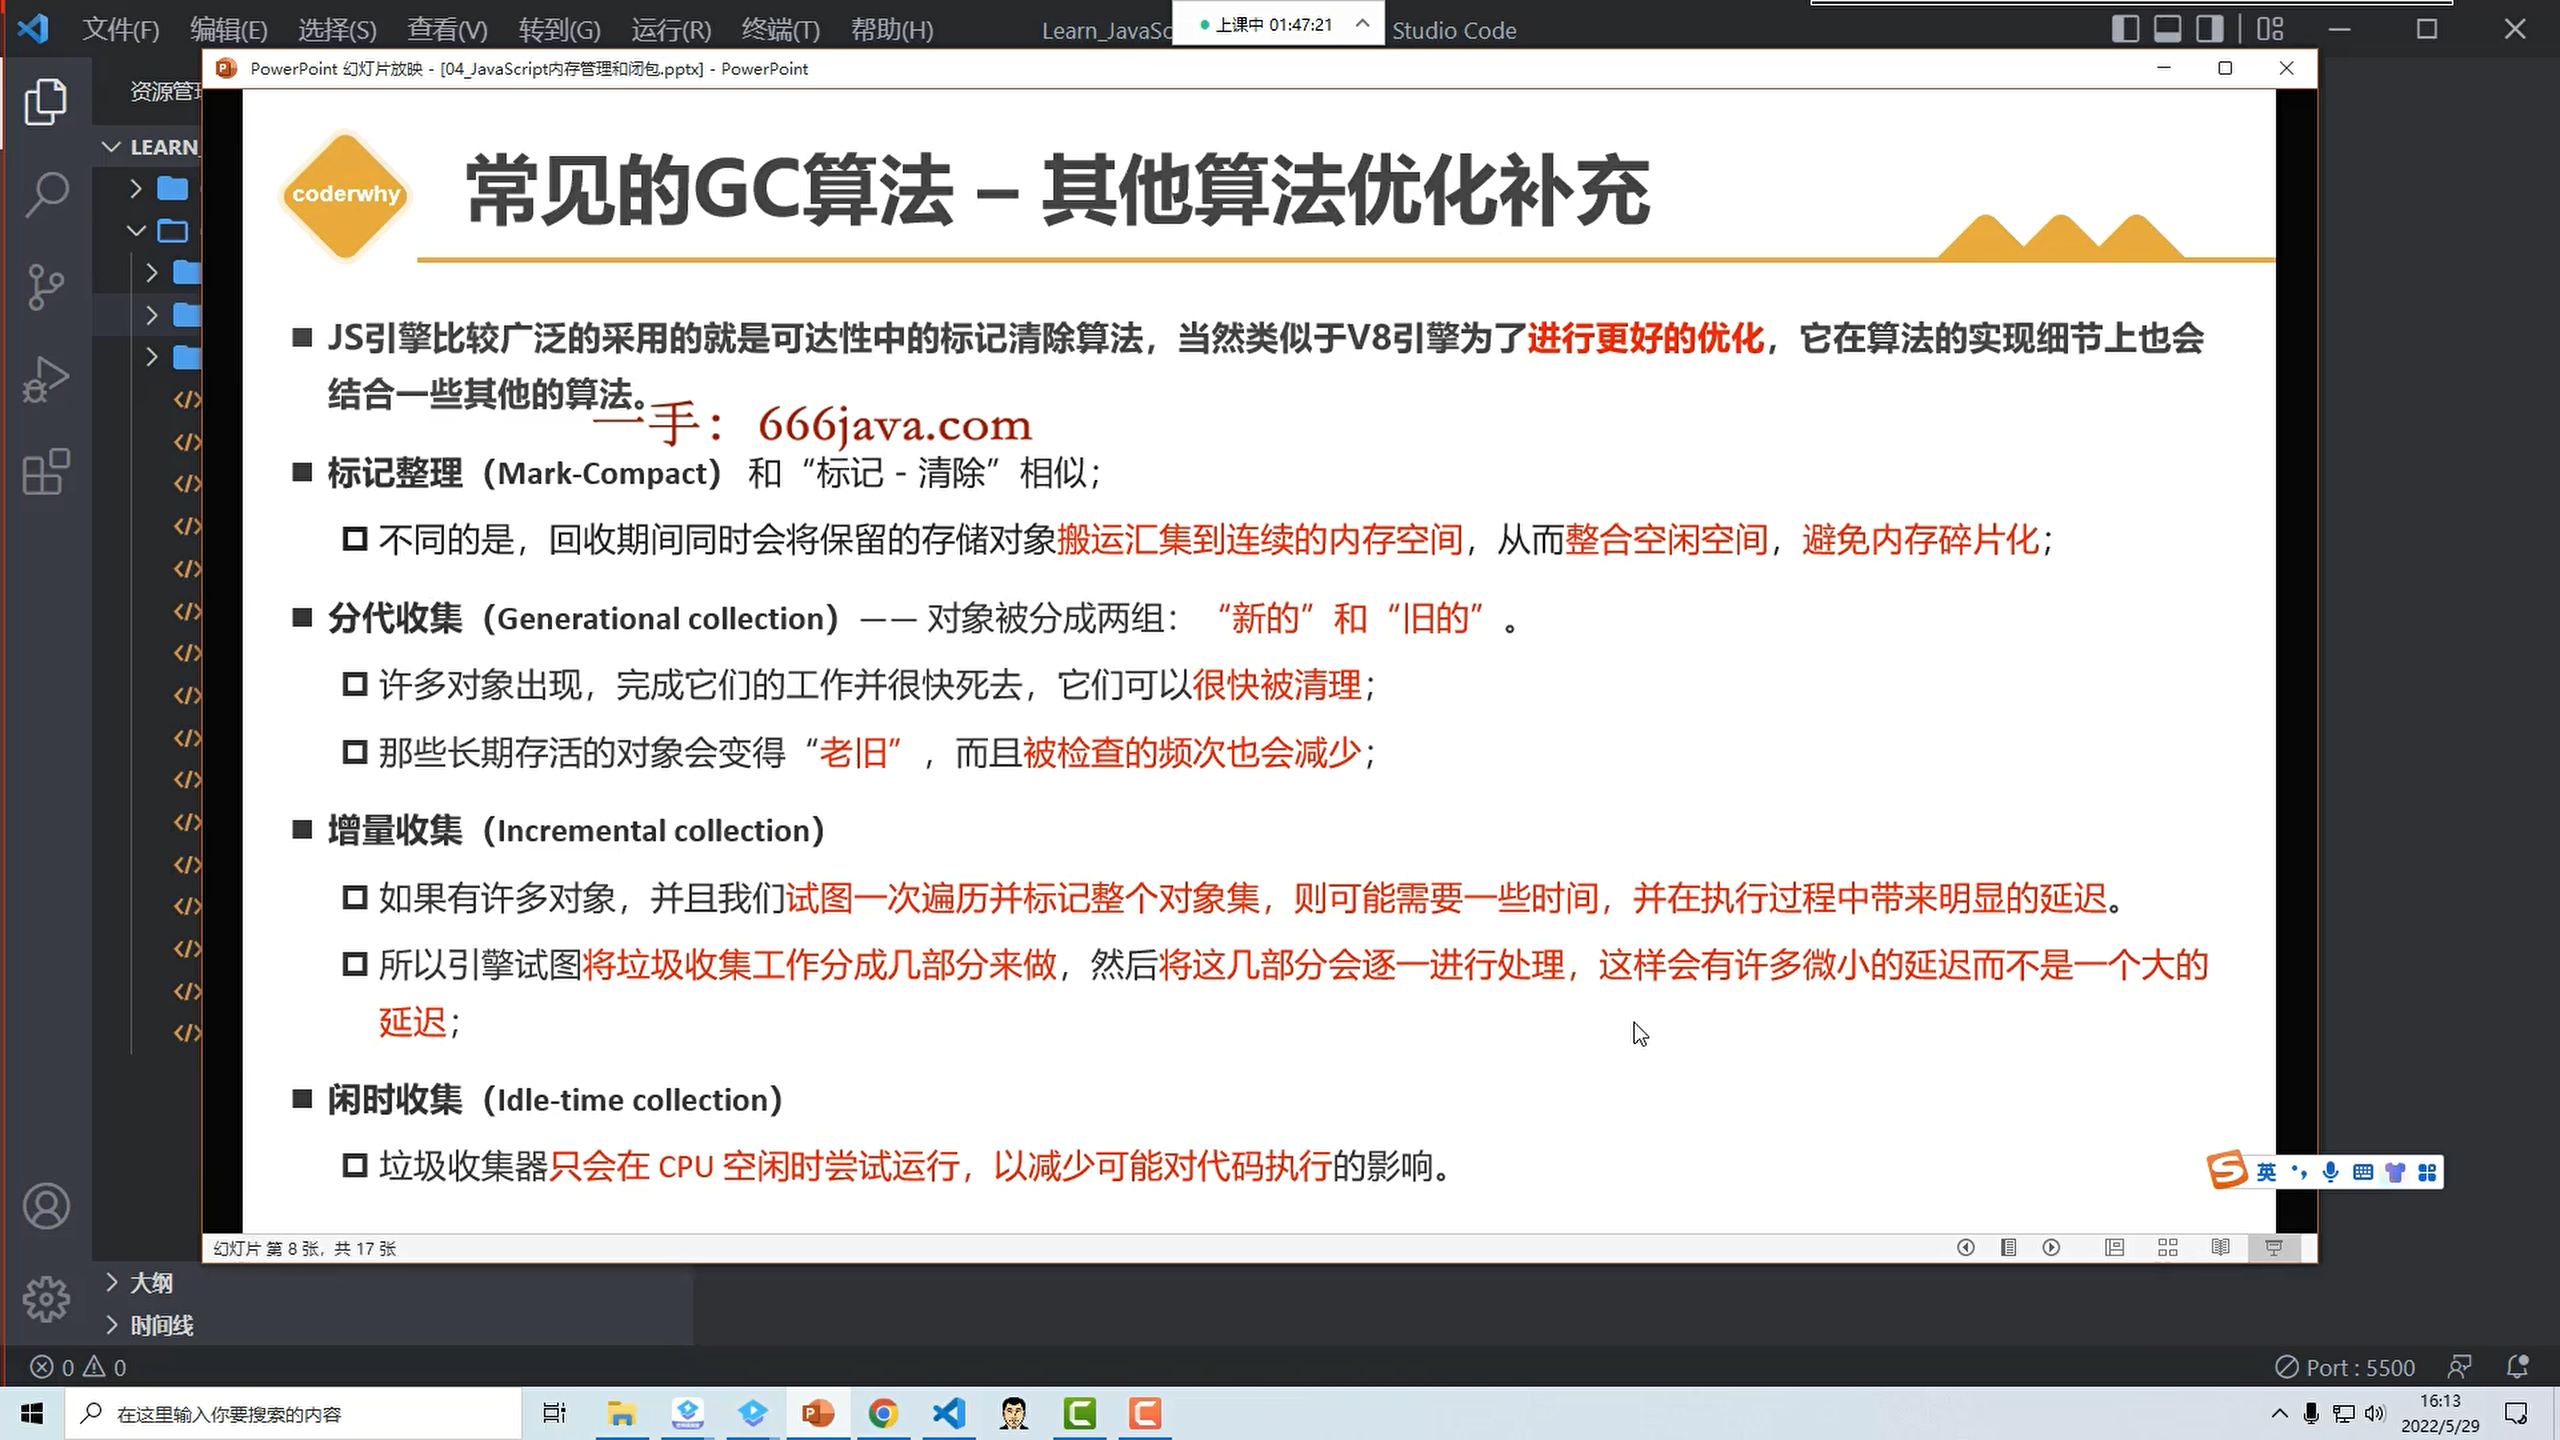 文件(F) 编辑(E) 选择(S) 查看(V) 转到(G) 运行(R) 终端(T) 帮助(H)
Learn_JavaSc
上课中 01:47:21
Studio Code
PowerPoint 幻灯片放映 - [04_JavaScript内存管理和闭包.pptx] - PowerPoint
资源管
LEARN_
coderwhy
常见的GC算法 – 其他算法优化补充
JS引擎比较广泛的采用的就是可达性中的标记清除算法，当然类似于V8引擎为了进行更好的优化，它在算法的实现细节上也会
结合一些其他的算法。
一手：666java.com
标记整理（Mark-Compact） 和“标记－清除”相似；
不同的是，回收期间同时会将保留的存储对象搬运汇集到连续的内存空间，从而整合空闲空间，避免内存碎片化；
分代收集（Generational collection）—— 对象被分成两组：“新的”和“旧的”。
许多对象出现，完成它们的工作并很快死去，它们可以很快被清理；
那些长期存活的对象会变得“老旧”，而且被检查的频次也会减少；
增量收集（Incremental collection）
如果有许多对象，并且我们试图一次遍历并标记整个对象集，则可能需要一些时间，并在执行过程中带来明显的延迟。
所以引擎试图将垃圾收集工作分成几部分来做，然后将这几部分会逐一进行处理，这样会有许多微小的延迟而不是一个大的
延迟；
闲时收集（Idle-time collection）
垃圾收集器只会在 CPU 空闲时尝试运行，以减少可能对代码执行的影响。
英
幻灯片 第 8 张，共 17 张
大纲
时间线
0 0
Port : 5500
在这里输入你要搜索的内容
16:13
2022/5/29